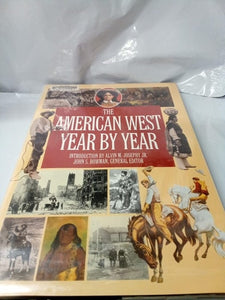 THE
AMERICAN WEST
YEAR BY YEAR
INTRODUCTION BY ALVIN M. JOSEPHY JR.
JOHN S. BOWMAN, GENERAL EDITOR